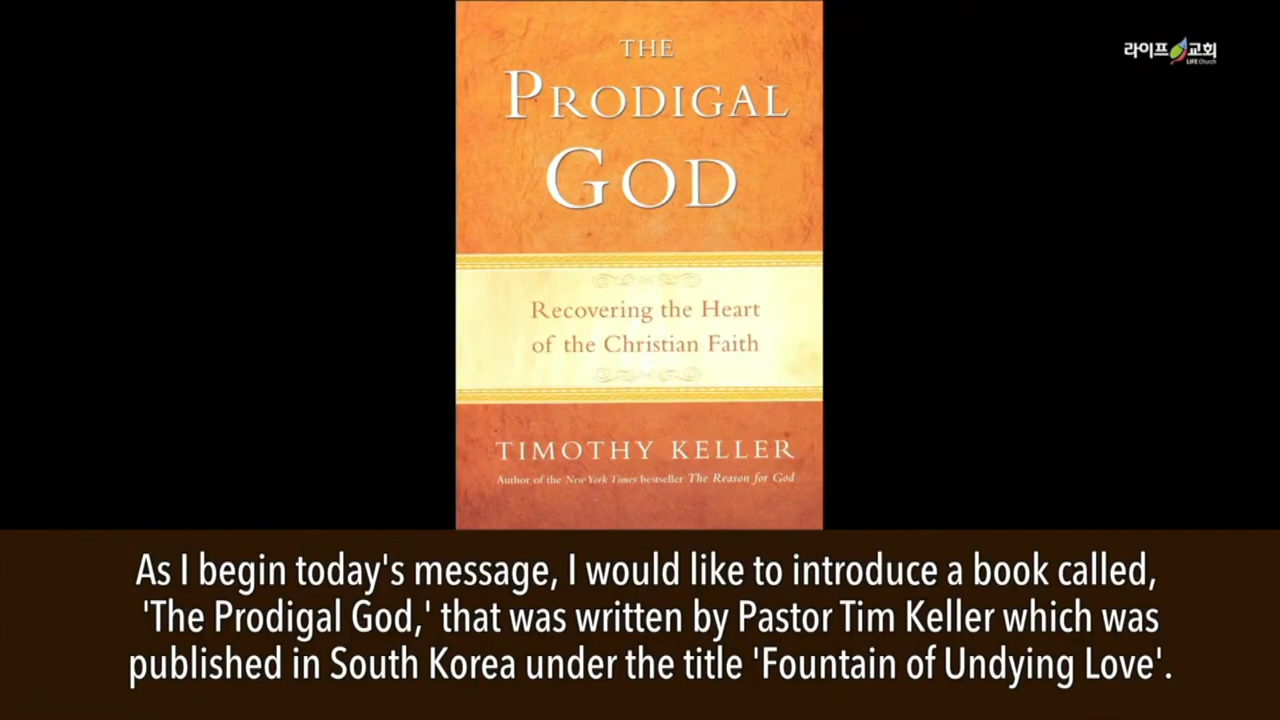 THE
PRODIGAL
GOD
Recovering the Heart
of the Christian Faith
TIMOTHY KELLER
Author of the New York Times bestseller The Reason for God
라이프 교회
LIFE Church
As I begin today's message, I would like to introduce a book called,
'The Prodigal God,' that was written by Pastor Tim Keller which was
published in South Korea under the title 'Fountain of Undying Love'.